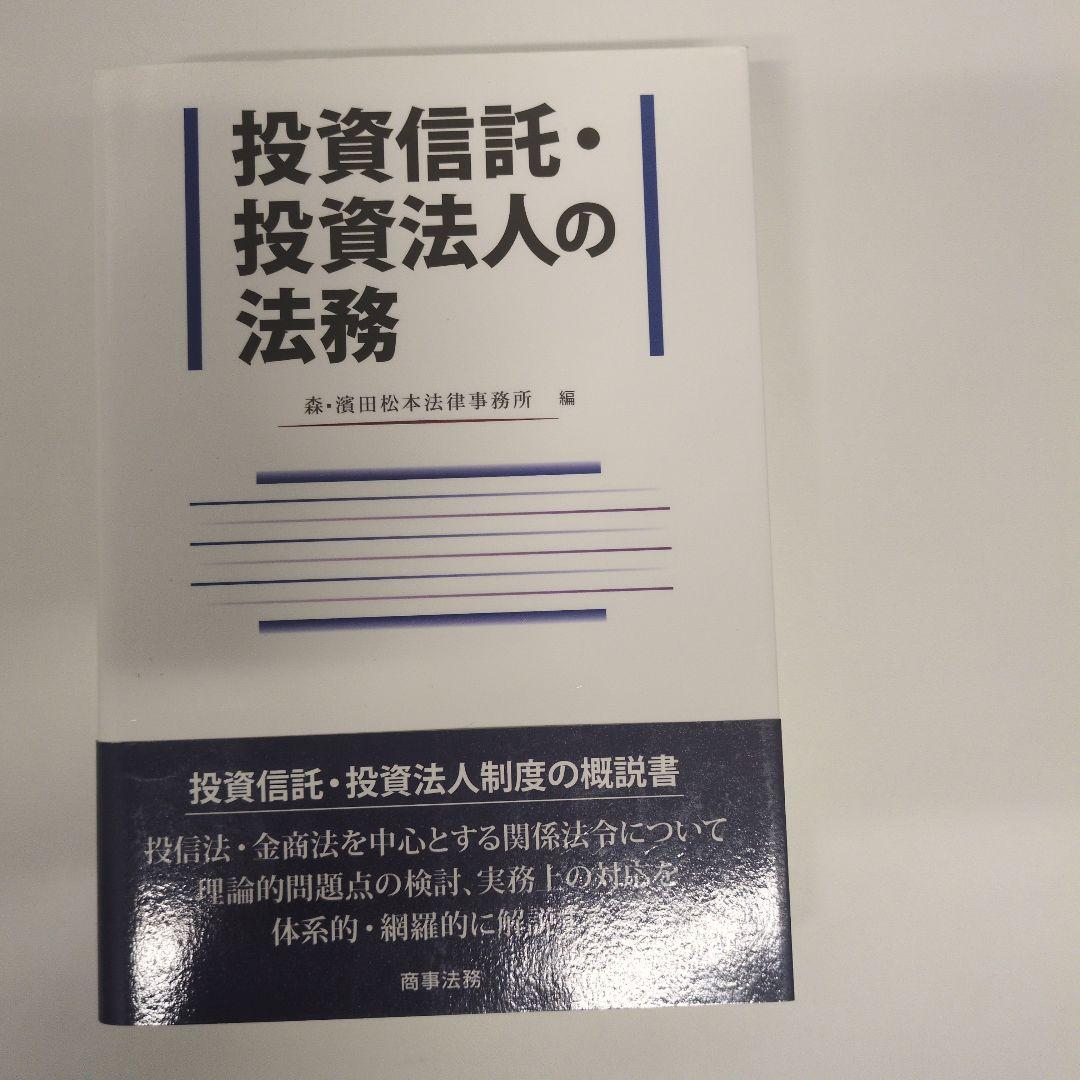 投資信託・
投資法人の
法務
森・濱田松本法律事務所 編
投資信託・投資法人制度の概説書
投信法・金商法を中心とする関係法令について
理論的問題点の検討、実務上の対応を
体系的・網羅的に解説
商事法務